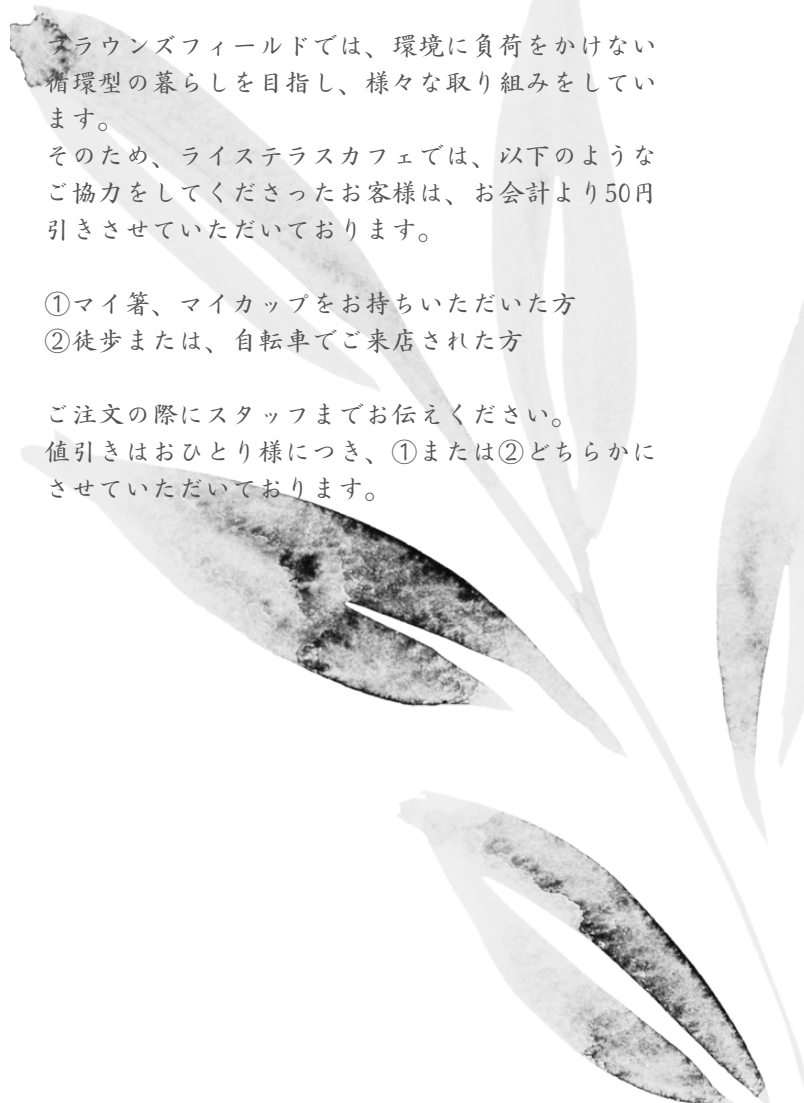 ブラウンズフィールドでは、環境に負荷をかけない
循環型の暮らしを目指し、様々な取り組みをしてい
ます。
そのため、ライステラスカフェでは、以下のような
ご協力をしてくださったお客様は、お会計より50円
引きさせていただいております。
①マイ箸、マイカップをお持ちいただいた方
②徒歩または、自転車でご来店された方
ご注文の際にスタッフまでお伝えください。
値引きはおひとり様につき、①または②どちらかに
させていただいております。